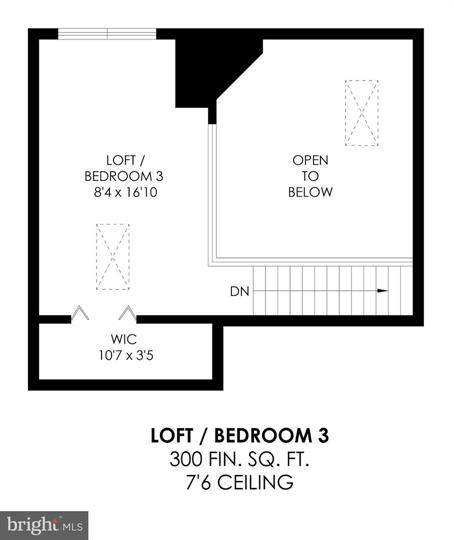 LOFT /
BEDROOM 3
8'4 x 16'10
OPEN
TO
BELOW
DN
WIC
10'7 x 3'5
LOFT / BEDROOM 3
300 FIN. SQ. FT.
7'6 CEILING
bright MLS